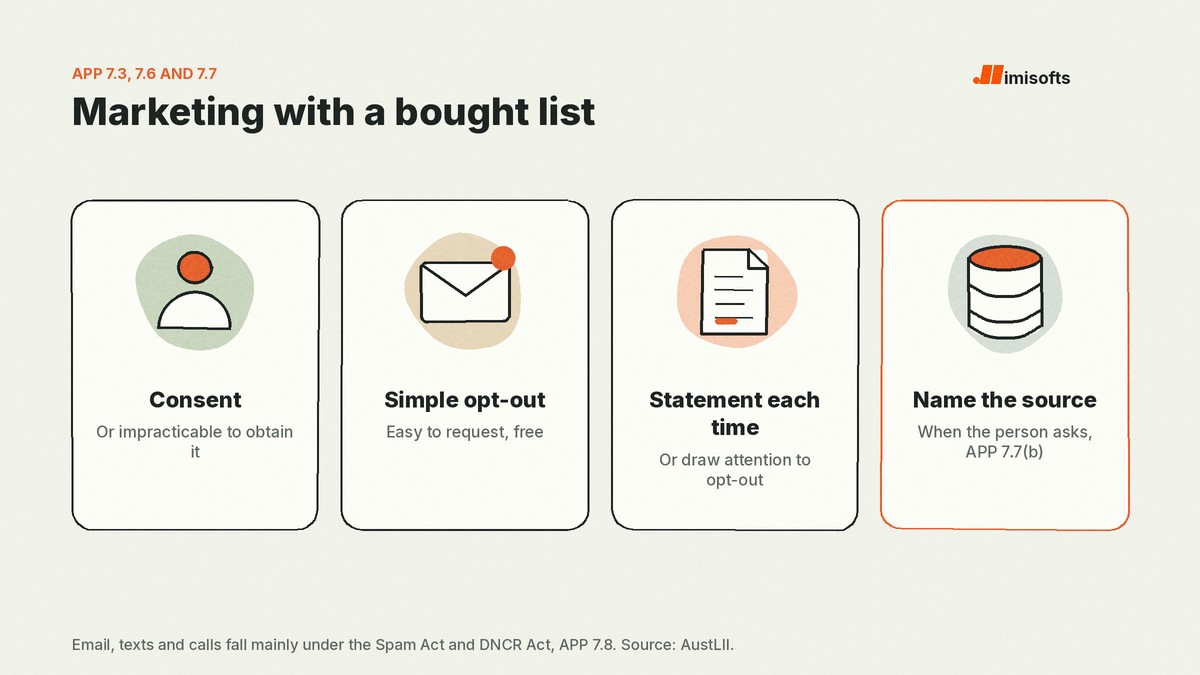 APP 7.3, 7.6 AND 7.7
Marketing with a bought list
imisofts
Consent
Or impracticable to obtain
it
Simple opt-out
Easy to request, free
Statement each
time
Or draw attention to
opt-out
Name the source
When the person asks,
APP 7.7(b)
Email, texts and calls fall mainly under the Spam Act and DNCR Act, APP 7.8. Source: AustLII.